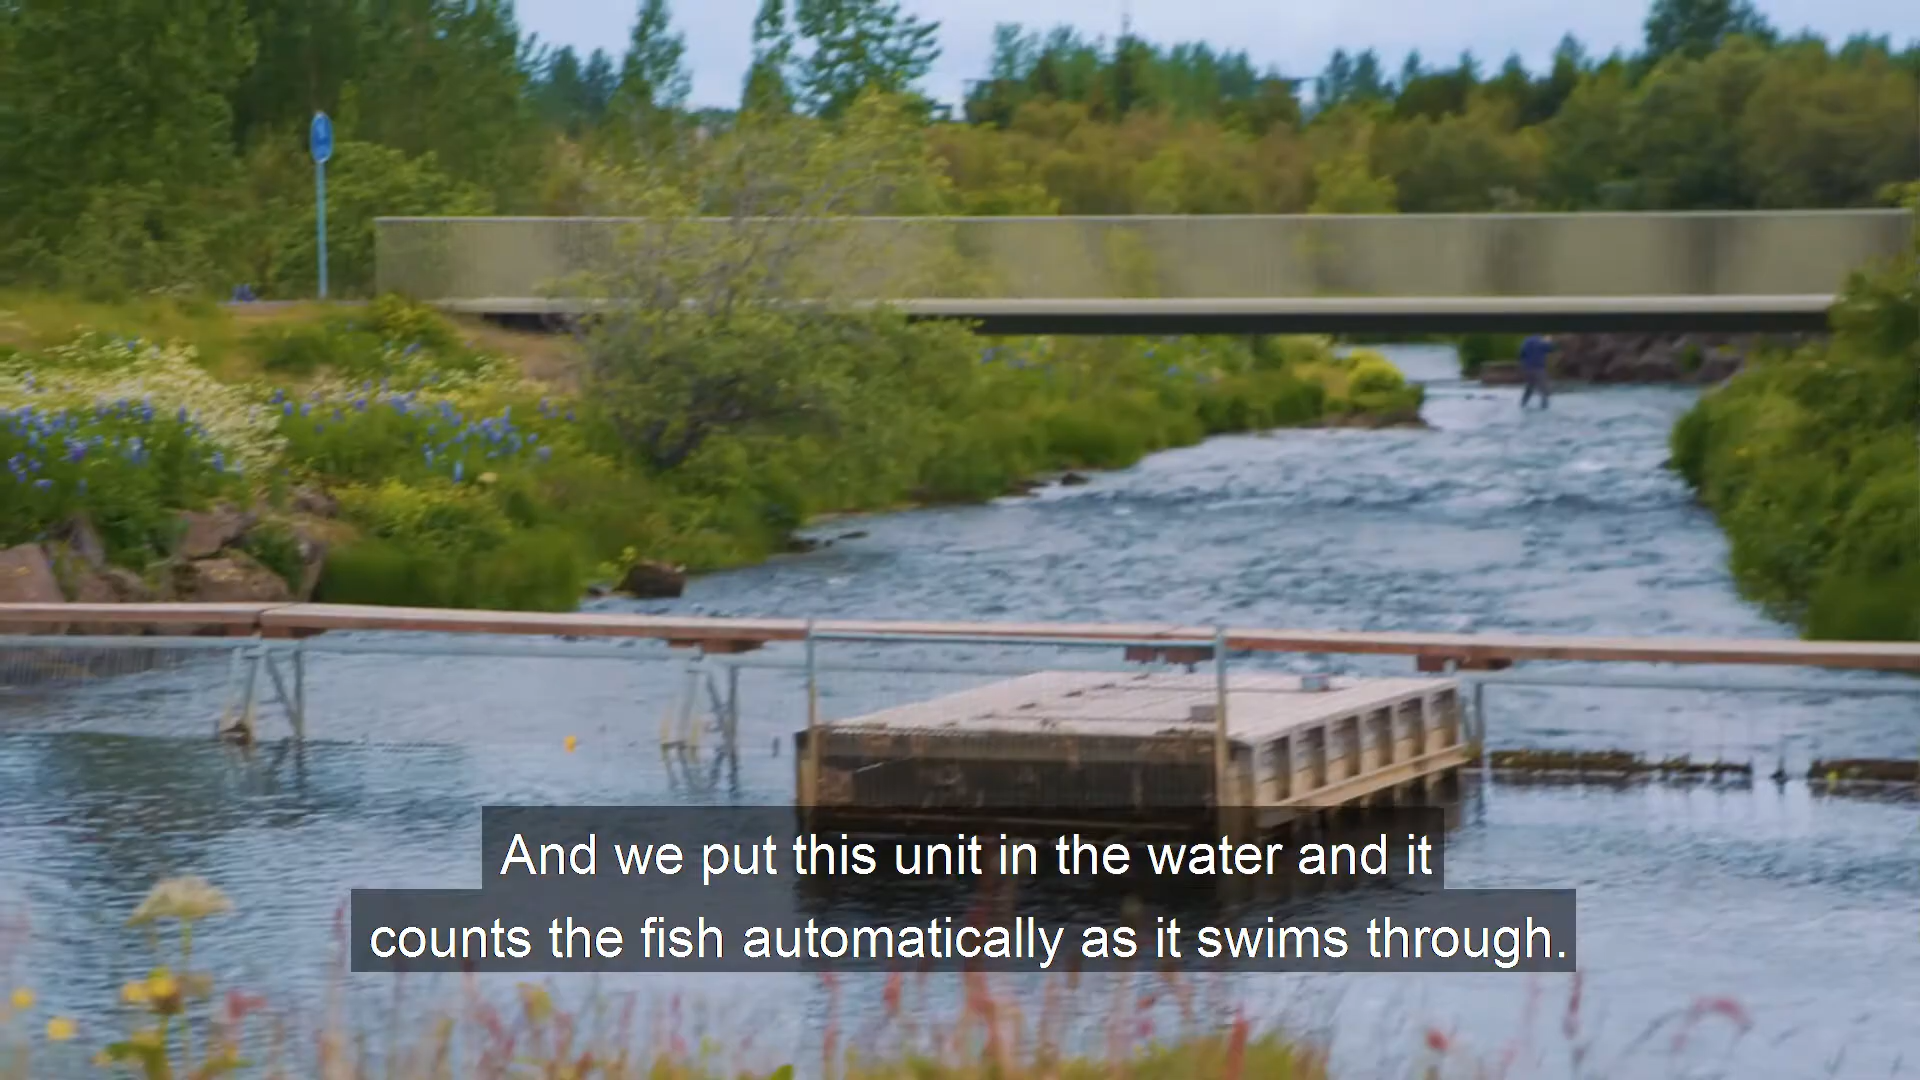 And we put this unit in the water and it
counts the fish automatically as it swims through.